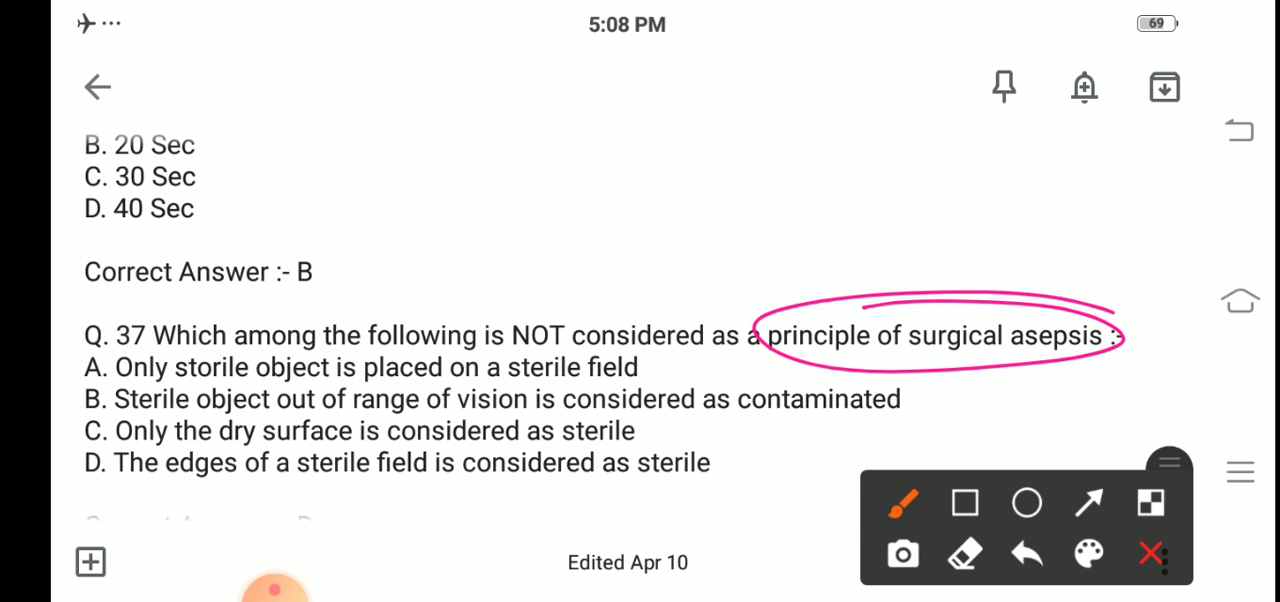 5:08 PM
69
B. 20 Sec
C. 30 Sec
D. 40 Sec
Correct Answer :- B
Q. 37 Which among the following is NOT considered as a principle of surgical asepsis :-
A. Only storile object is placed on a sterile field
B. Sterile object out of range of vision is considered as contaminated
C. Only the dry surface is considered as sterile
D. The edges of a sterile field is considered as sterile
Edited Apr 10